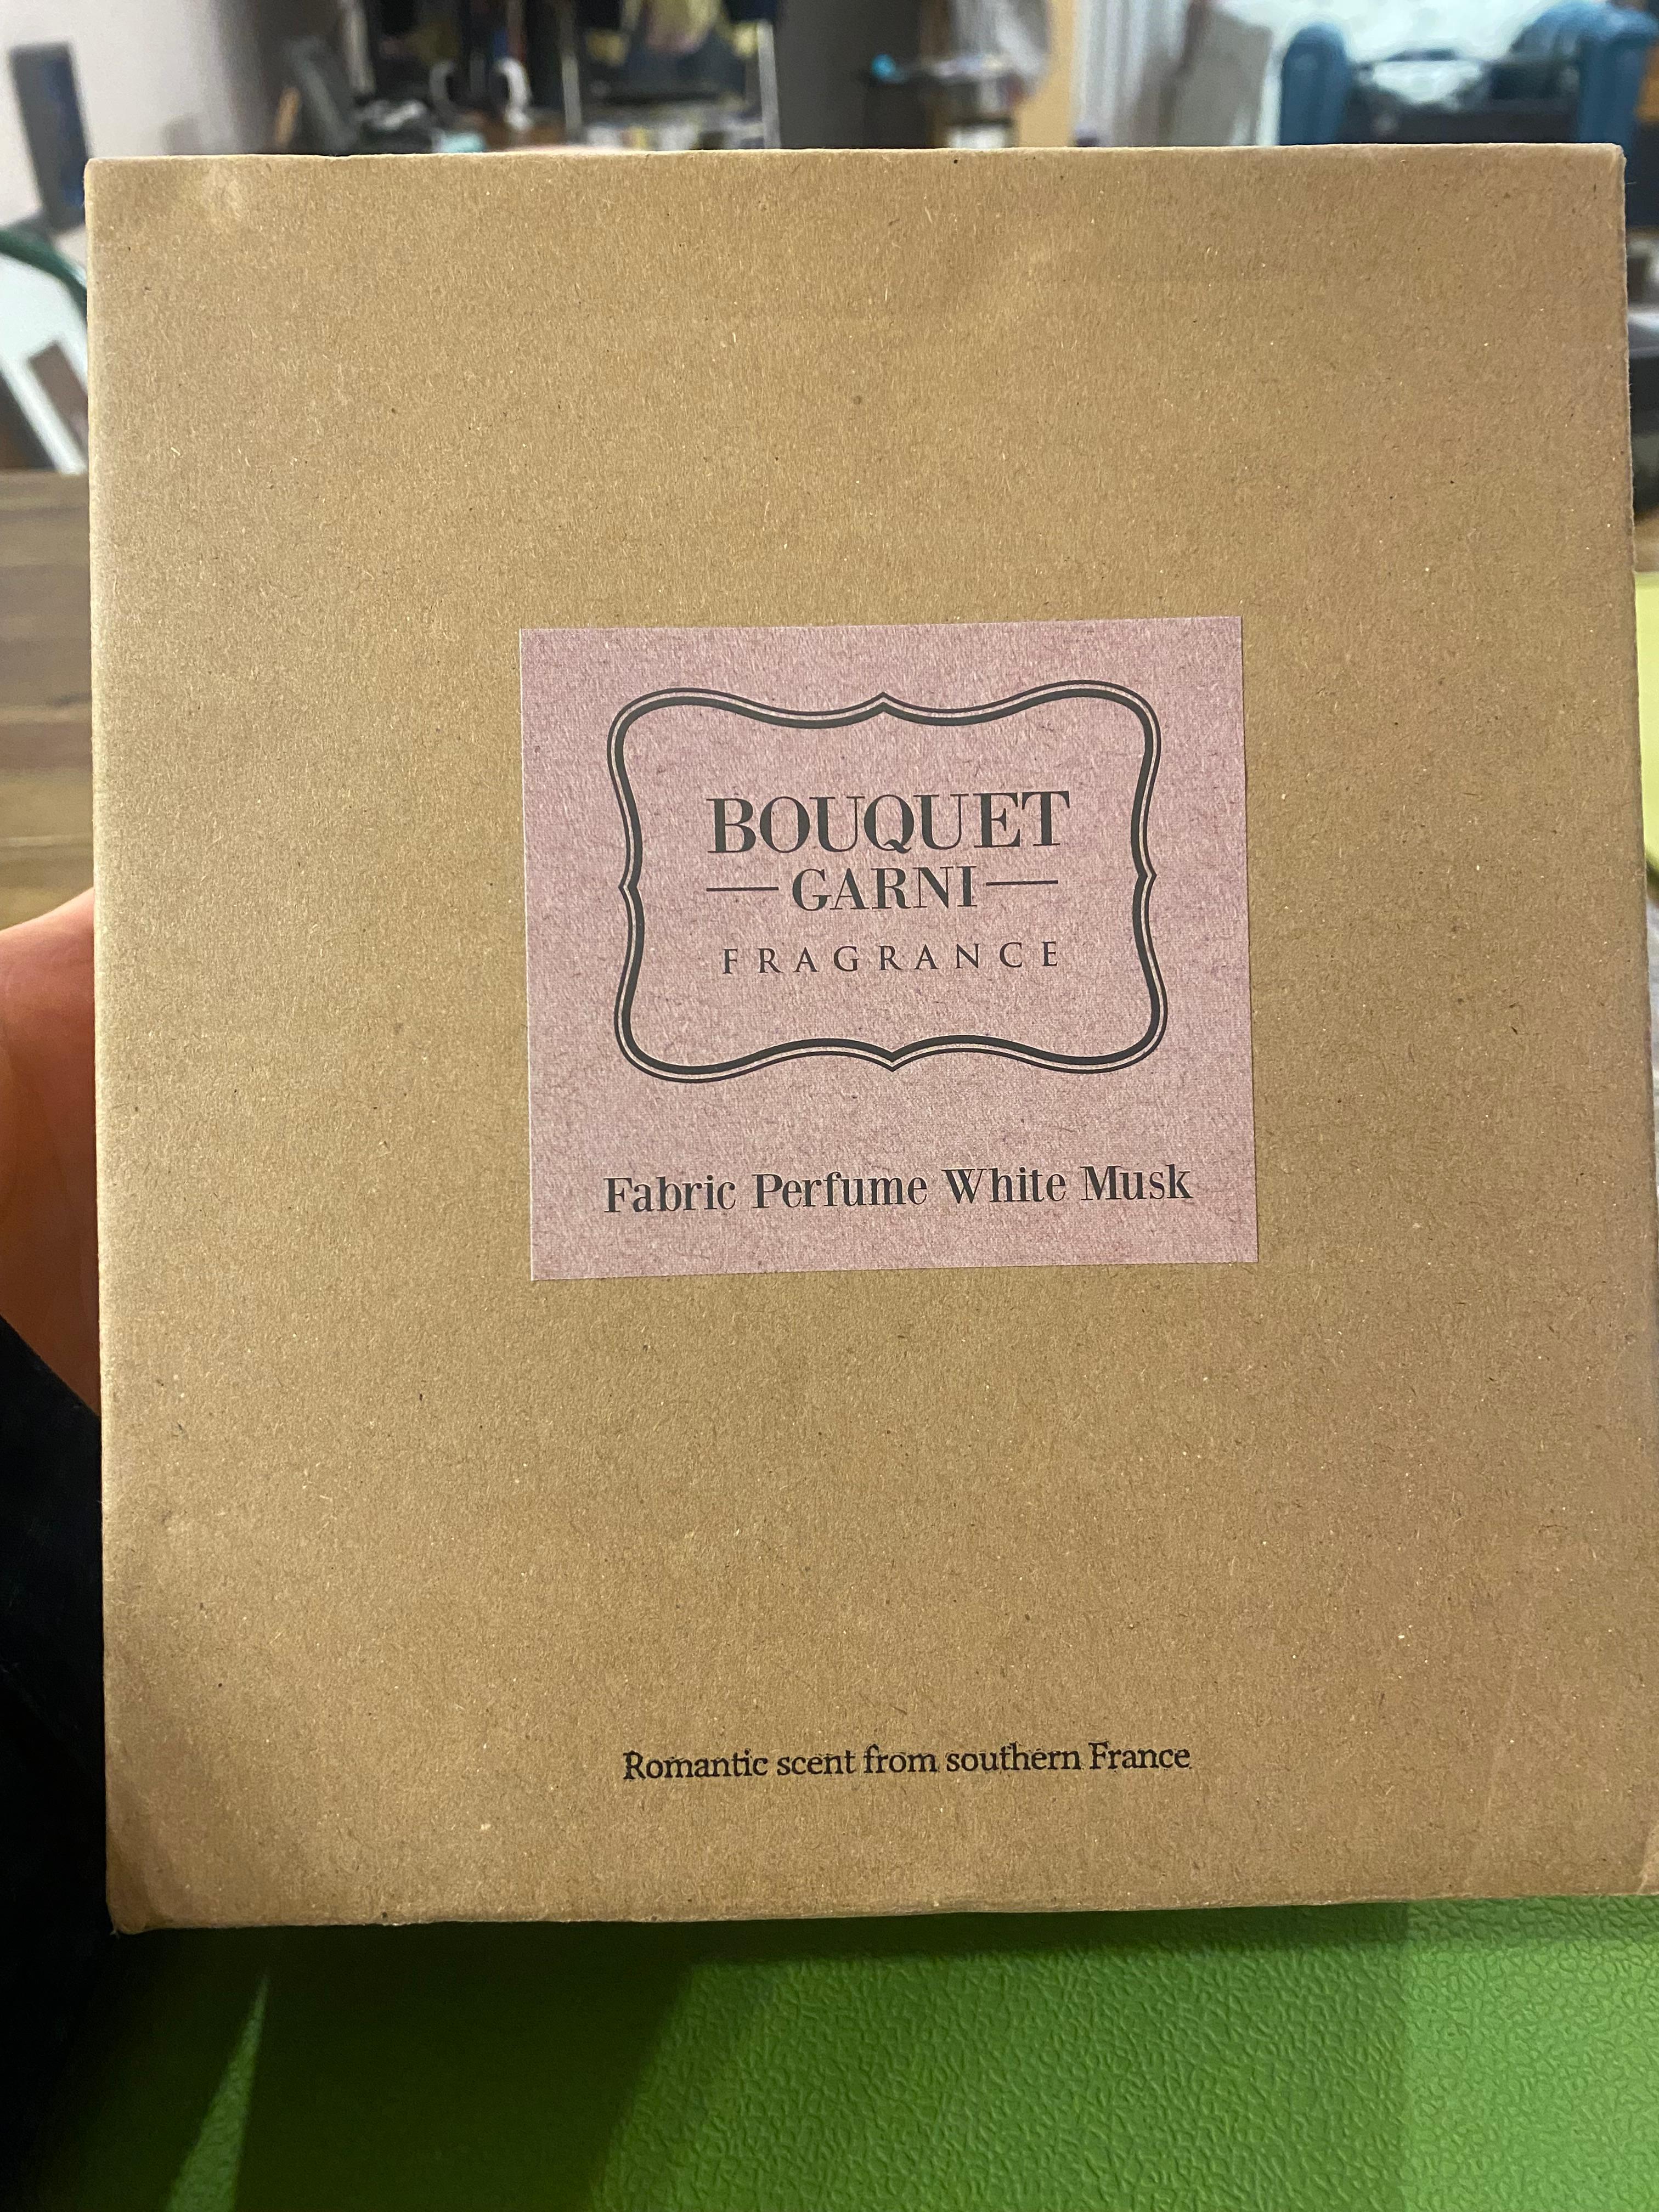 BOUQUET
GARNI
FRAGRANCE
Fabric Perfume White Musk
Romantic scent from southern France